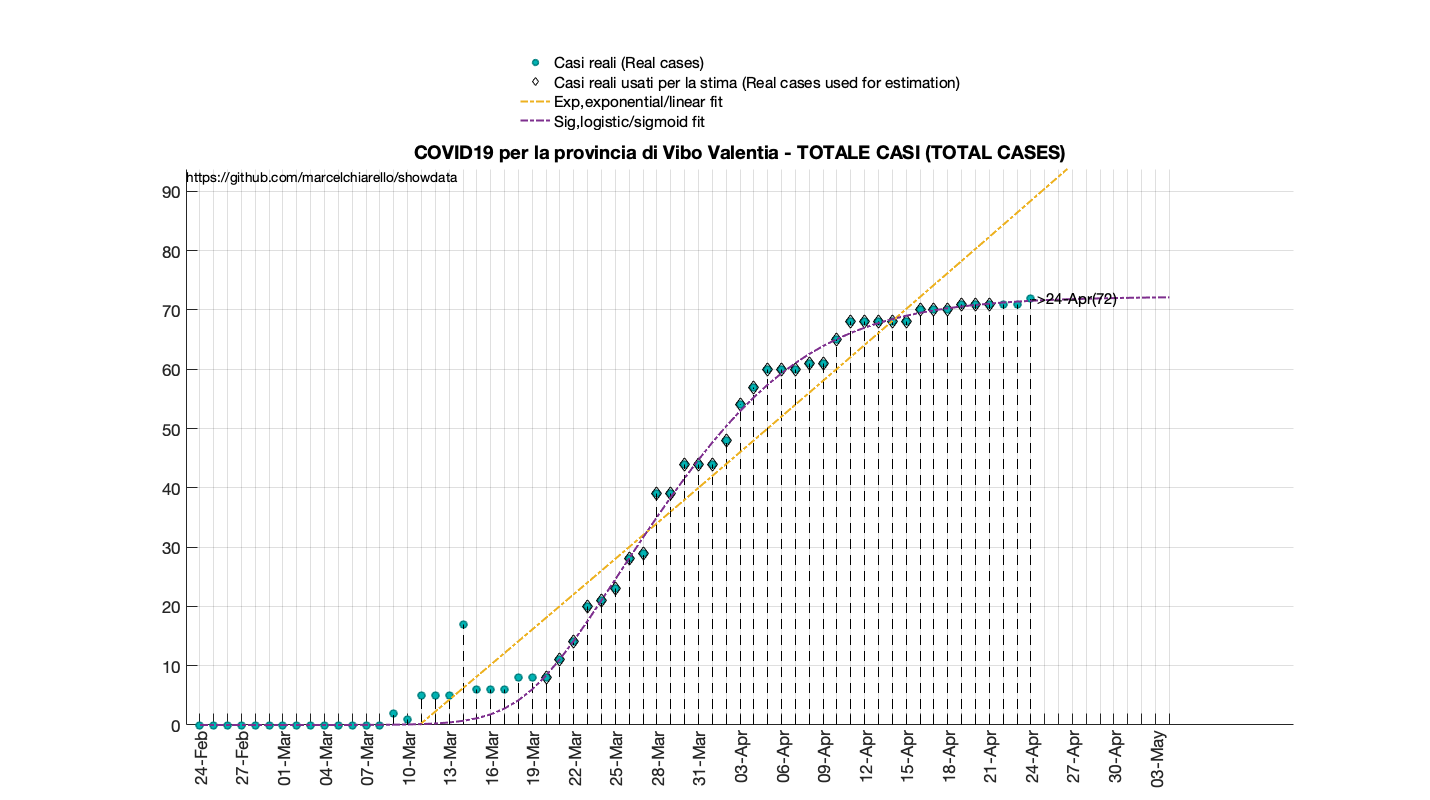 Casi reali (Real cases)
Casi reali usati per la stima (Real cases used for estimation)
Exp,exponential/linear fit
Sig,logistic/sigmoid fit
COVID19 per la provincia di Vibo Valentia - TOTALE CASI (TOTAL CASES)
https://github.com/marcelchiarello/showdata
90
80
70
60
50
40
30
20
10
0
->24-Apr(72)
24-Feb
27-Feb
01-Mar
04-Mar
07-Mar
10-Mar
13-Mar
16-Mar
19-Mar
22-Mar
25-Mar
28-Mar
31-Mar
03-Apr
06-Apr
09-Apr
12-Apr
15-Apr
18-Apr
21-Apr
24-Apr
27-Apr
30-Apr
03-May